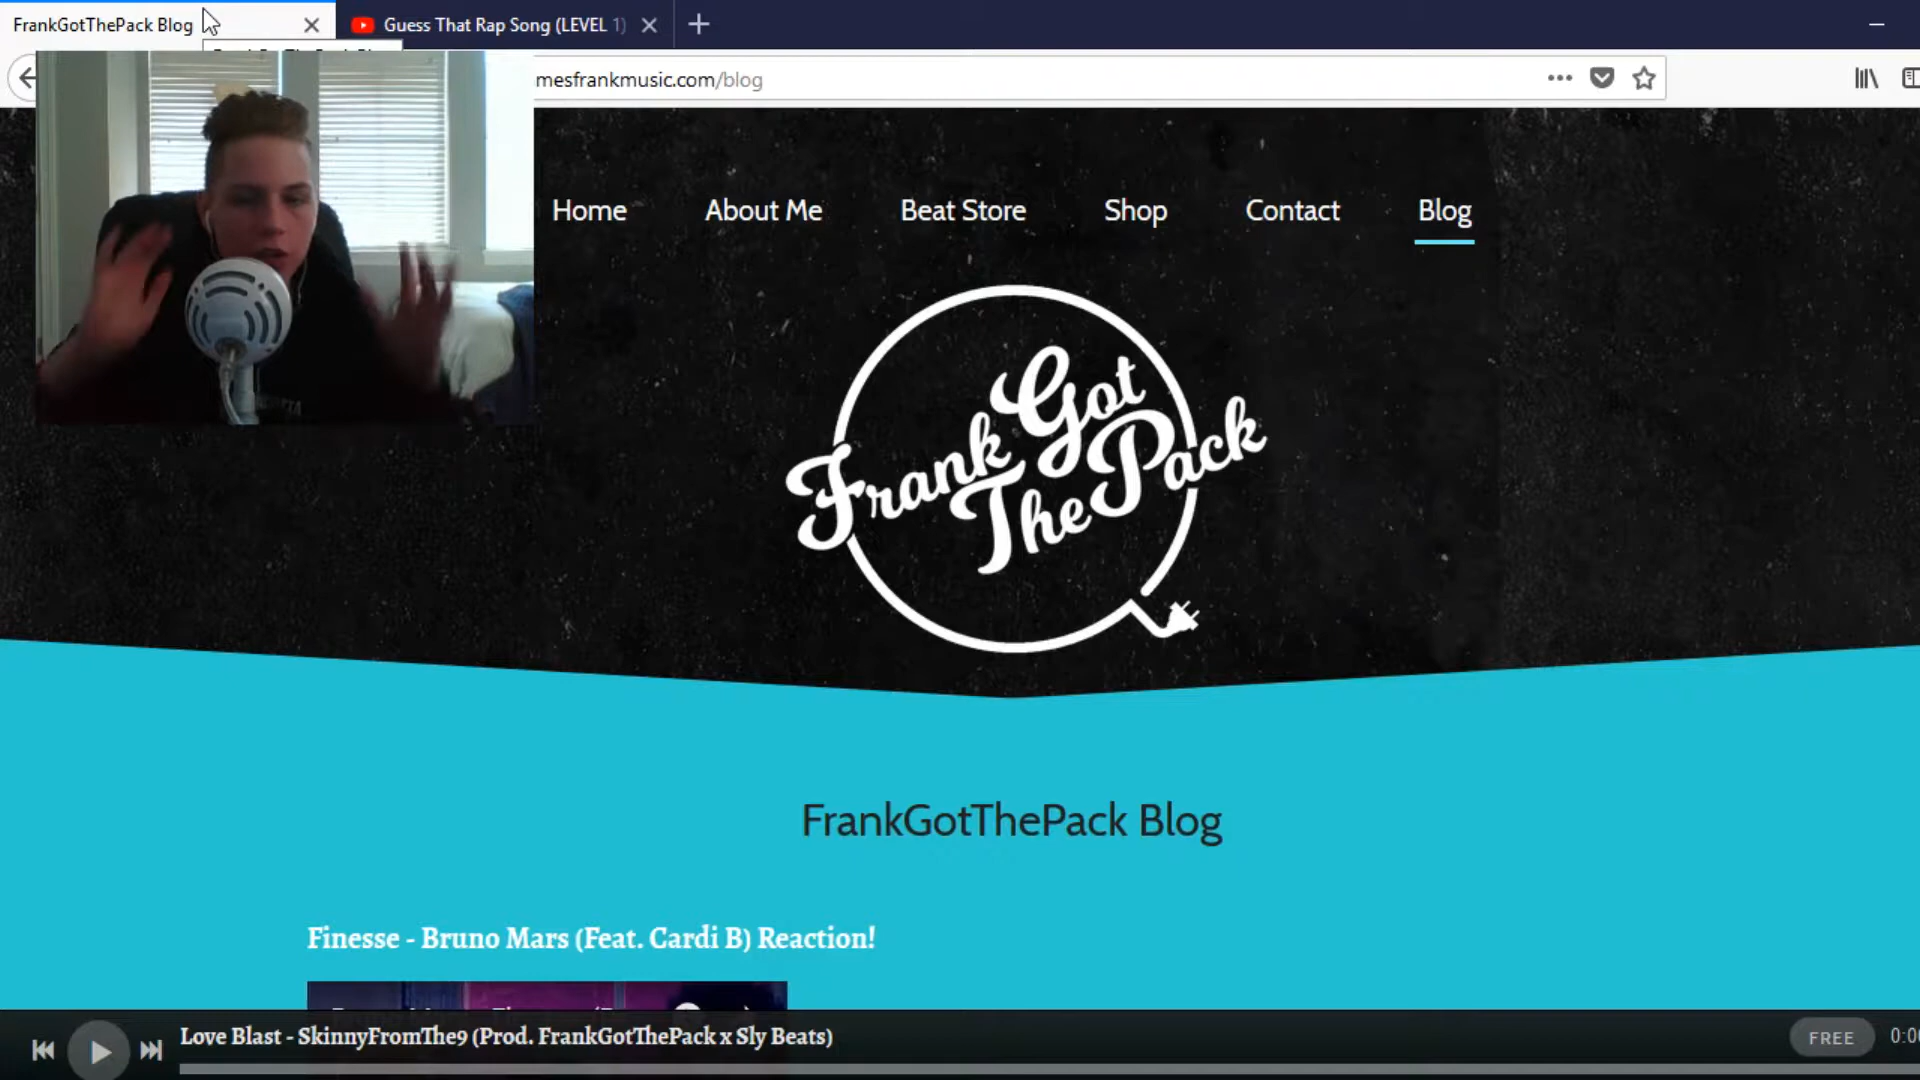 FrankGotThePack Blog
Guess That Rap Song (LEVEL 1)
mesfrankmusic.com/blog
Home
About Me
Beat Store
Shop
Contact
Blog
Frank Got
The Pack
FrankGotThePack Blog
Finesse - Bruno Mars (Feat. Cardi B) Reaction!
Love Blast - SkinnyFromThe9 (Prod. FrankGotThePack x Sly Beats)
FREE